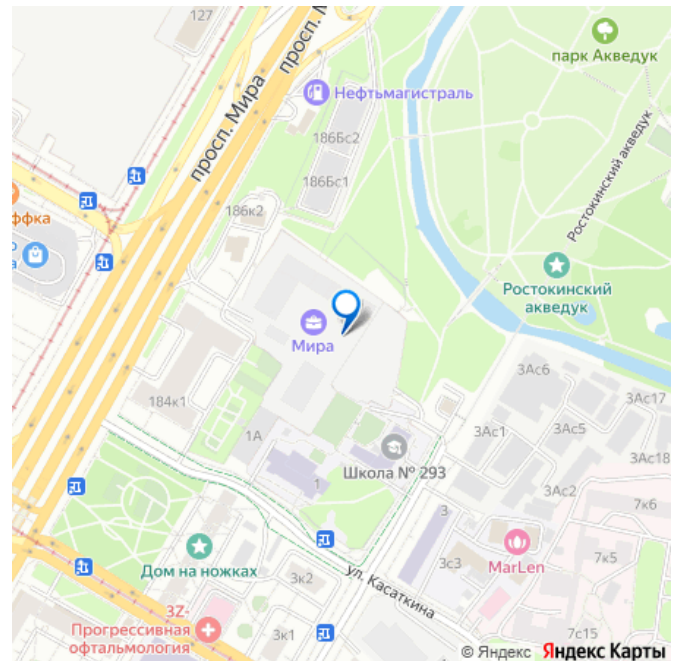 127
просп. М
парк Акведук
просп. Мира
Нефтьмагистраль
186Бс2
186Бс1
Ростокинский акведук
186к2
ффка
о
а
Ростокинский
акведук
Мира
3Ас6
3Ас17
184к1
3Ас1
3Ас5
1А
3Ас18
Школа № 293
3Ас2
7к6
1
3
MarLen
7к5
Дом на ножках
3к2
3с3
ул. Касаткина
3Z-
Прогрессивная
офтальмология
3к1
7с15
© Яндекс Яндекс Карты